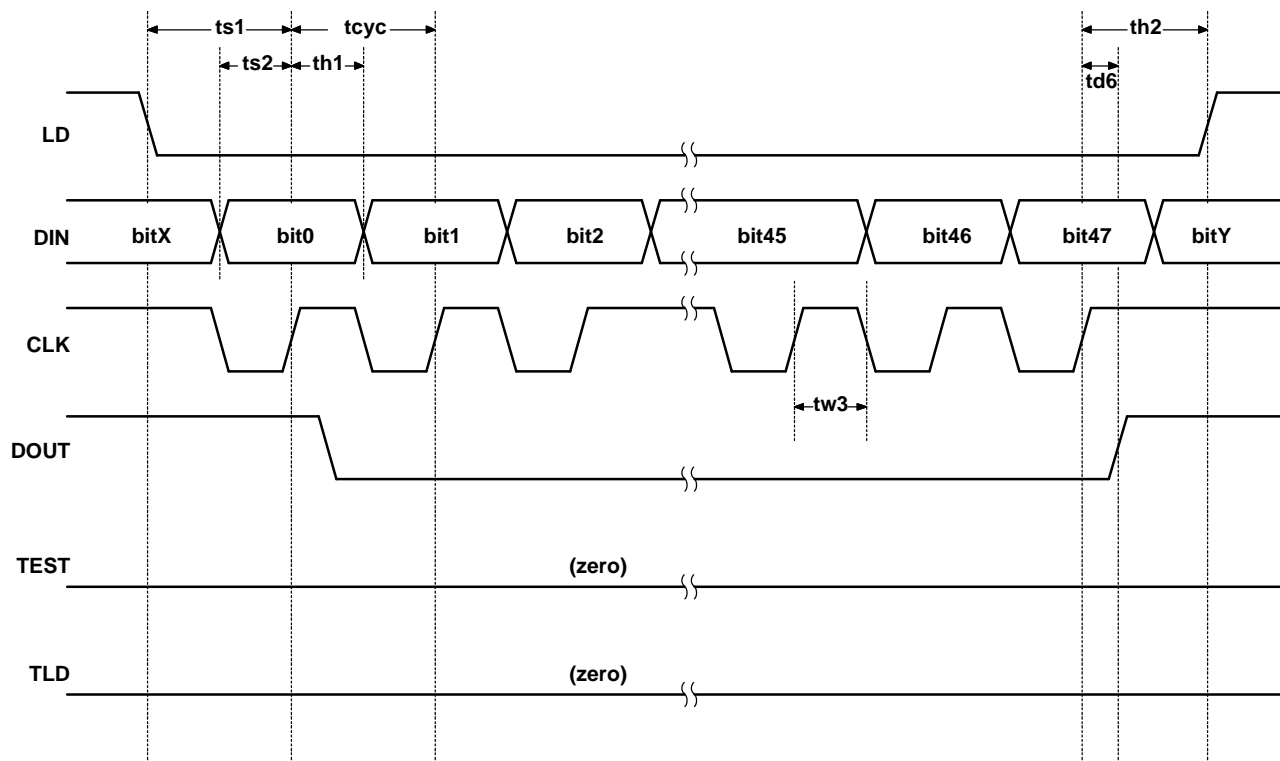 ts1 tcyc th2
ts2 th1 td6
LD
DIN bitX bit0 bit1 bit2 bit45 bit46 bit47 bitY
CLK
tw3
DOUT
TEST (zero)
TLD (zero)